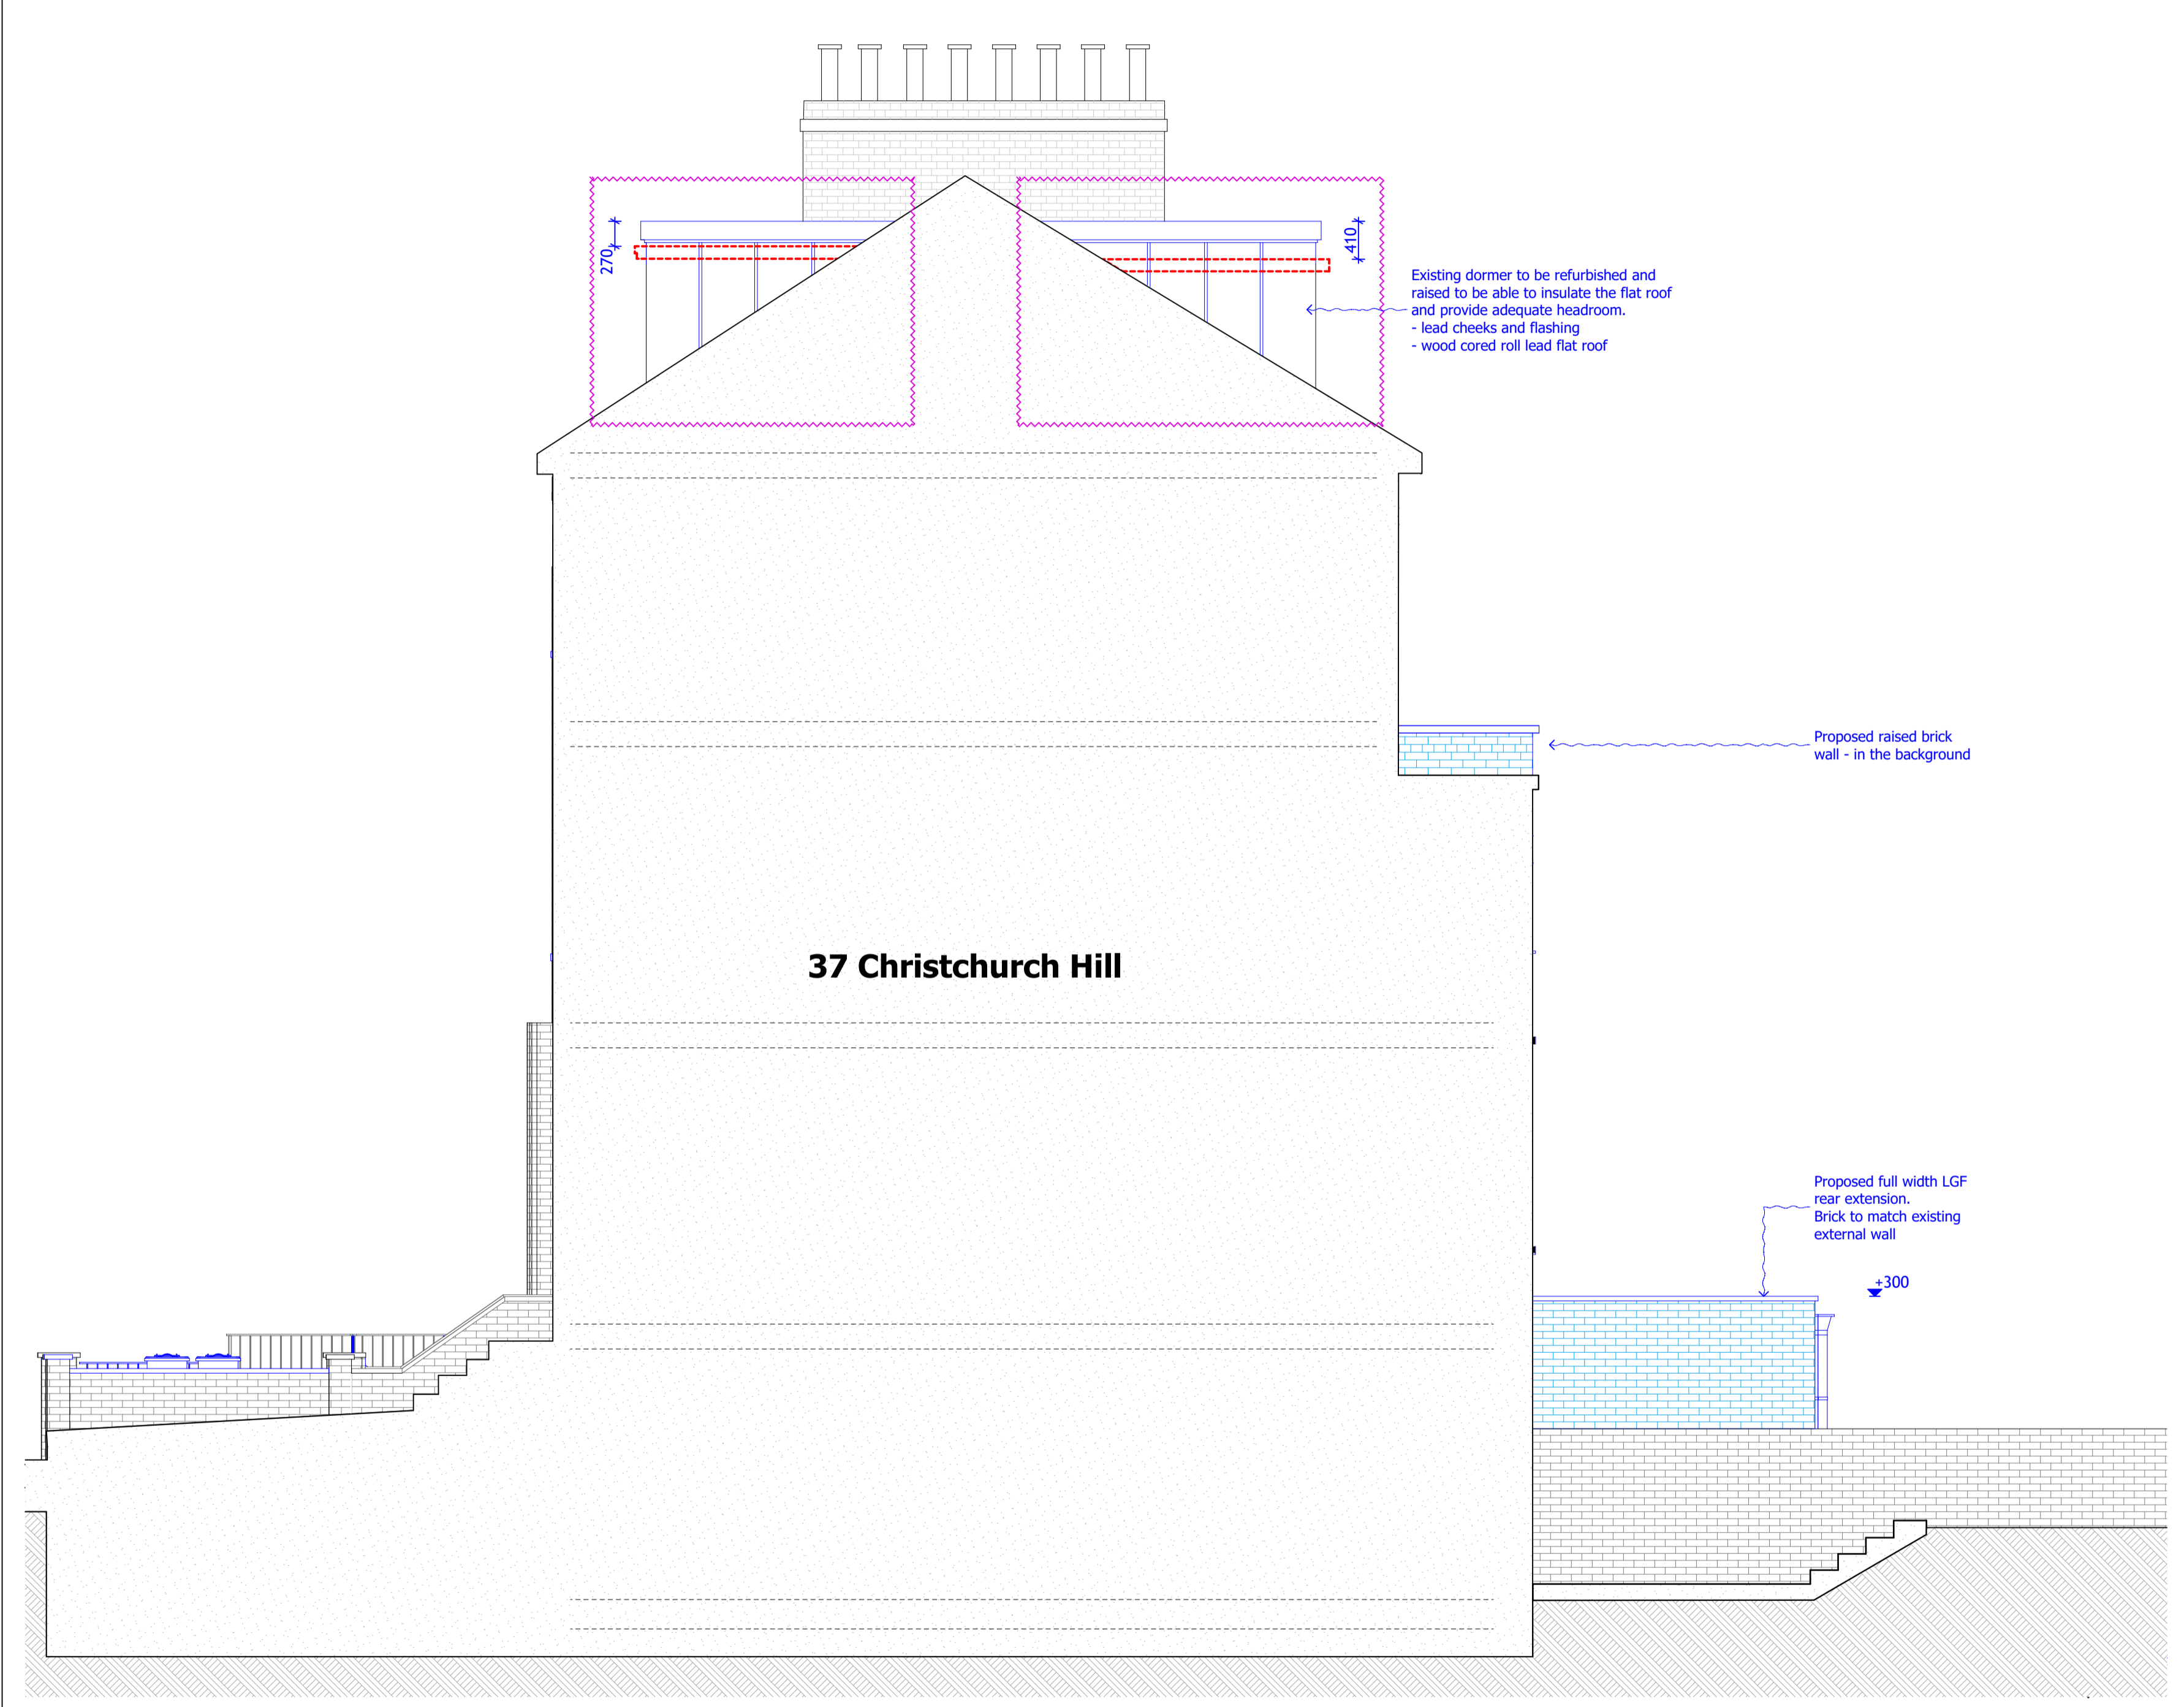 270
410
Existing dormer to be refurbished and
raised to be able to insulate the flat roof
and provide adequate headroom.
- lead cheeks and flashing
- wood cored roll lead flat roof
Proposed raised brick
wall - in the background
37 Christchurch Hill
Proposed full width LGF
rear extension.
Brick to match existing
external wall
+300